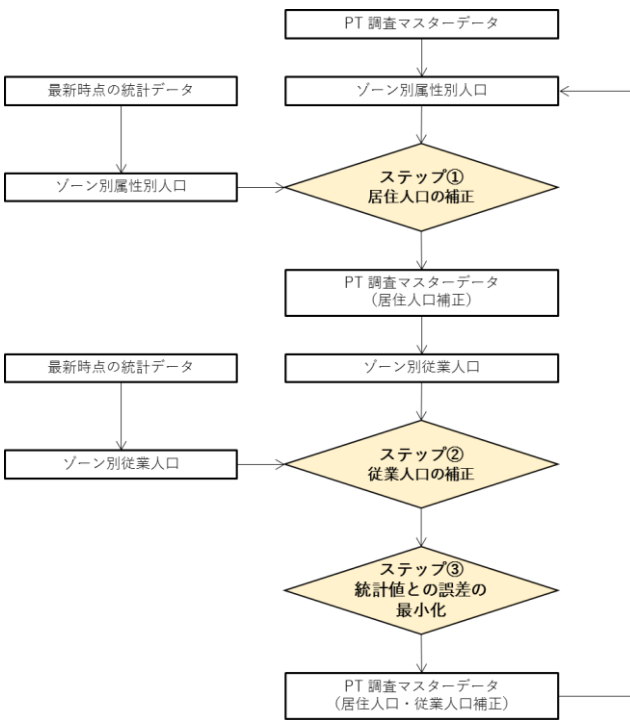 PT 調査マスターデータ
最新時点の統計データ
ゾーン別属性別人口
ゾーン別属性別人口
ステップ①
居住人口の補正
PT 調査マスターデータ
（居住人口補正）
最新時点の統計データ
ゾーン別従業人口
ゾーン別従業人口
ステップ②
従業人口の補正
ステップ③
統計値との誤差の
最小化
PT 調査マスターデータ
（居住人口・従業人口補正）